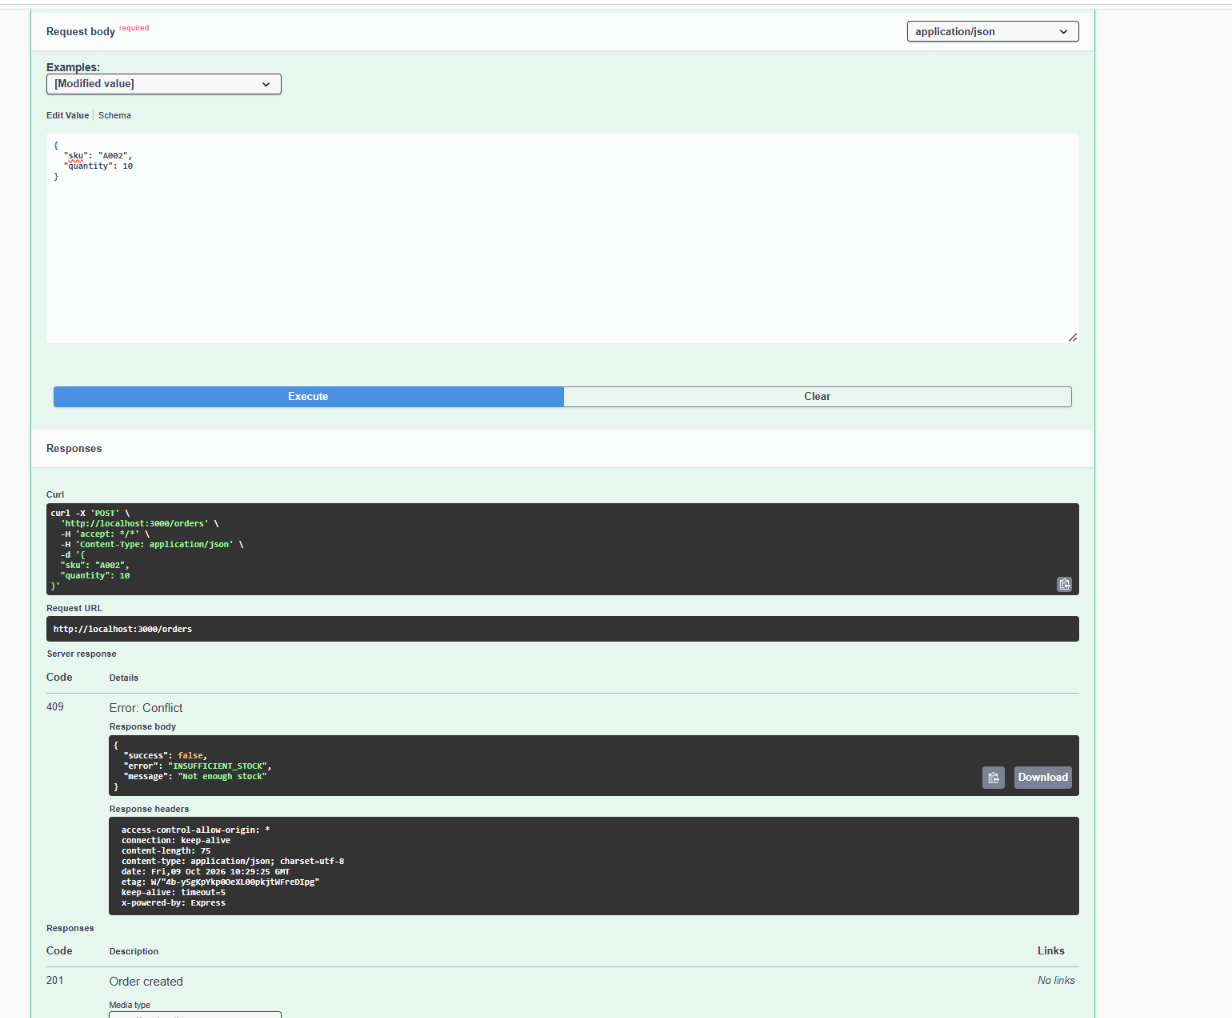 Request body required
application/json
Examples:
[Modified value]
Edit Value | Schema
{
  "sku": "A002",
  "quantity": 10
}
Execute
Clear
Responses
Curl
curl -X 'POST' \
  'http://localhost:3000/orders' \
  -H 'accept: */*' \
  -H 'Content-Type: application/json' \
  -d '{
  "sku": "A002",
  "quantity": 10
}'
Request URL
http://localhost:3000/orders
Server response
Code Details
409 Error: Conflict
Response body
{
  "success": false,
  "error": "INSUFFICIENT_STOCK",
  "message": "Not enough stock"
}
Download
Response headers
access-control-allow-origin: *
connection: keep-alive
content-length: 75
content-type: application/json; charset=utf-8
date: Fri,09 Oct 2026 10:29:25 GMT
etag:
keep-alive: timeout=5
x-powered-by: Express
Responses
Code Description Links
201 Order created No links
Media type